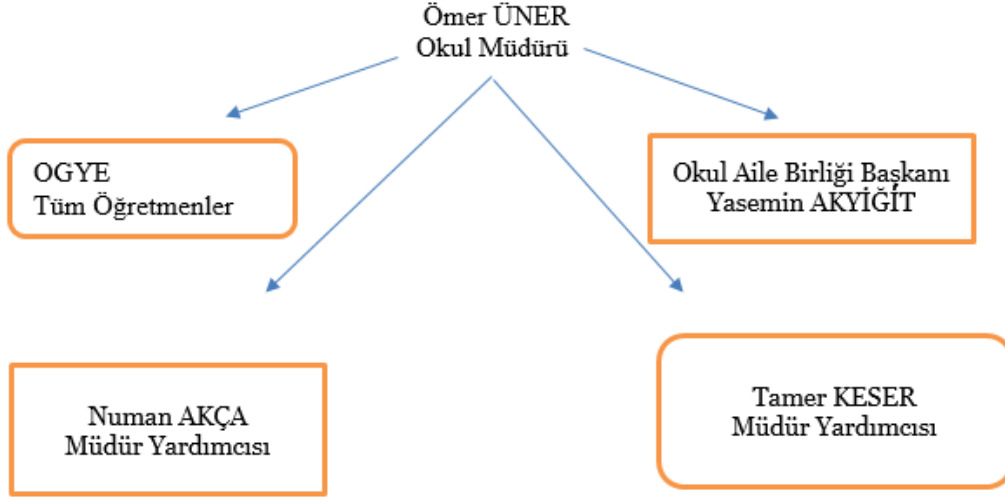 Ömer ÜNER
Okul Müdürü
OGYE
Tüm Öğretmenler
Okul Aile Birliği Başkanı
Yasemin AKYİĞİT
Numan AKÇA
Müdür Yardımcısı
Tamer KESER
Müdür Yardımcısı